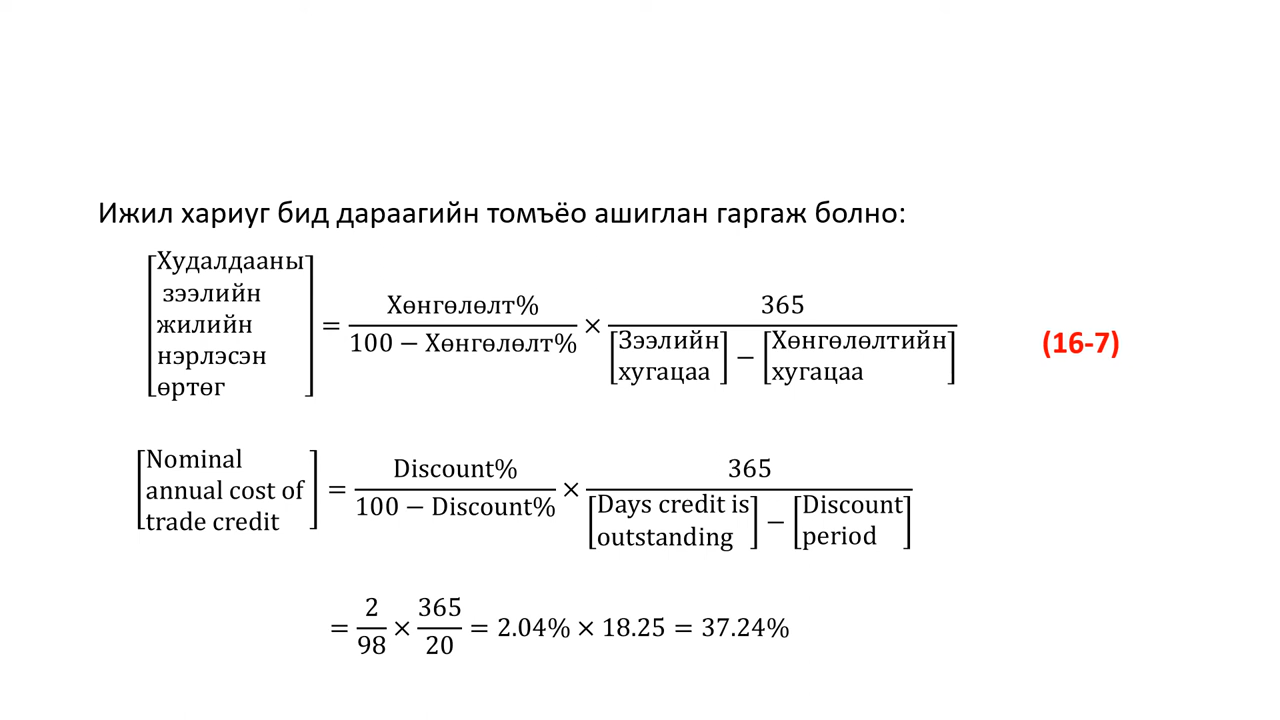 Ижил хариуг бид дараагийн томъёо ашиглан гаргаж болно:
[Худалдааны
зээлийн
жилийн
нэрлэсэн
өртөг] = Хөнгөлөлт% / (100 − Хөнгөлөлт%) × 365 / ([Зээлийн хугацаа] − [Хөнгөлөлтийн хугацаа])
(16-7)
[Nominal
annual cost of
trade credit] = Discount% / (100 − Discount%) × 365 / ([Days credit is outstanding] − [Discount period])
= 2/98 × 365/20 = 2.04% × 18.25 = 37.24%